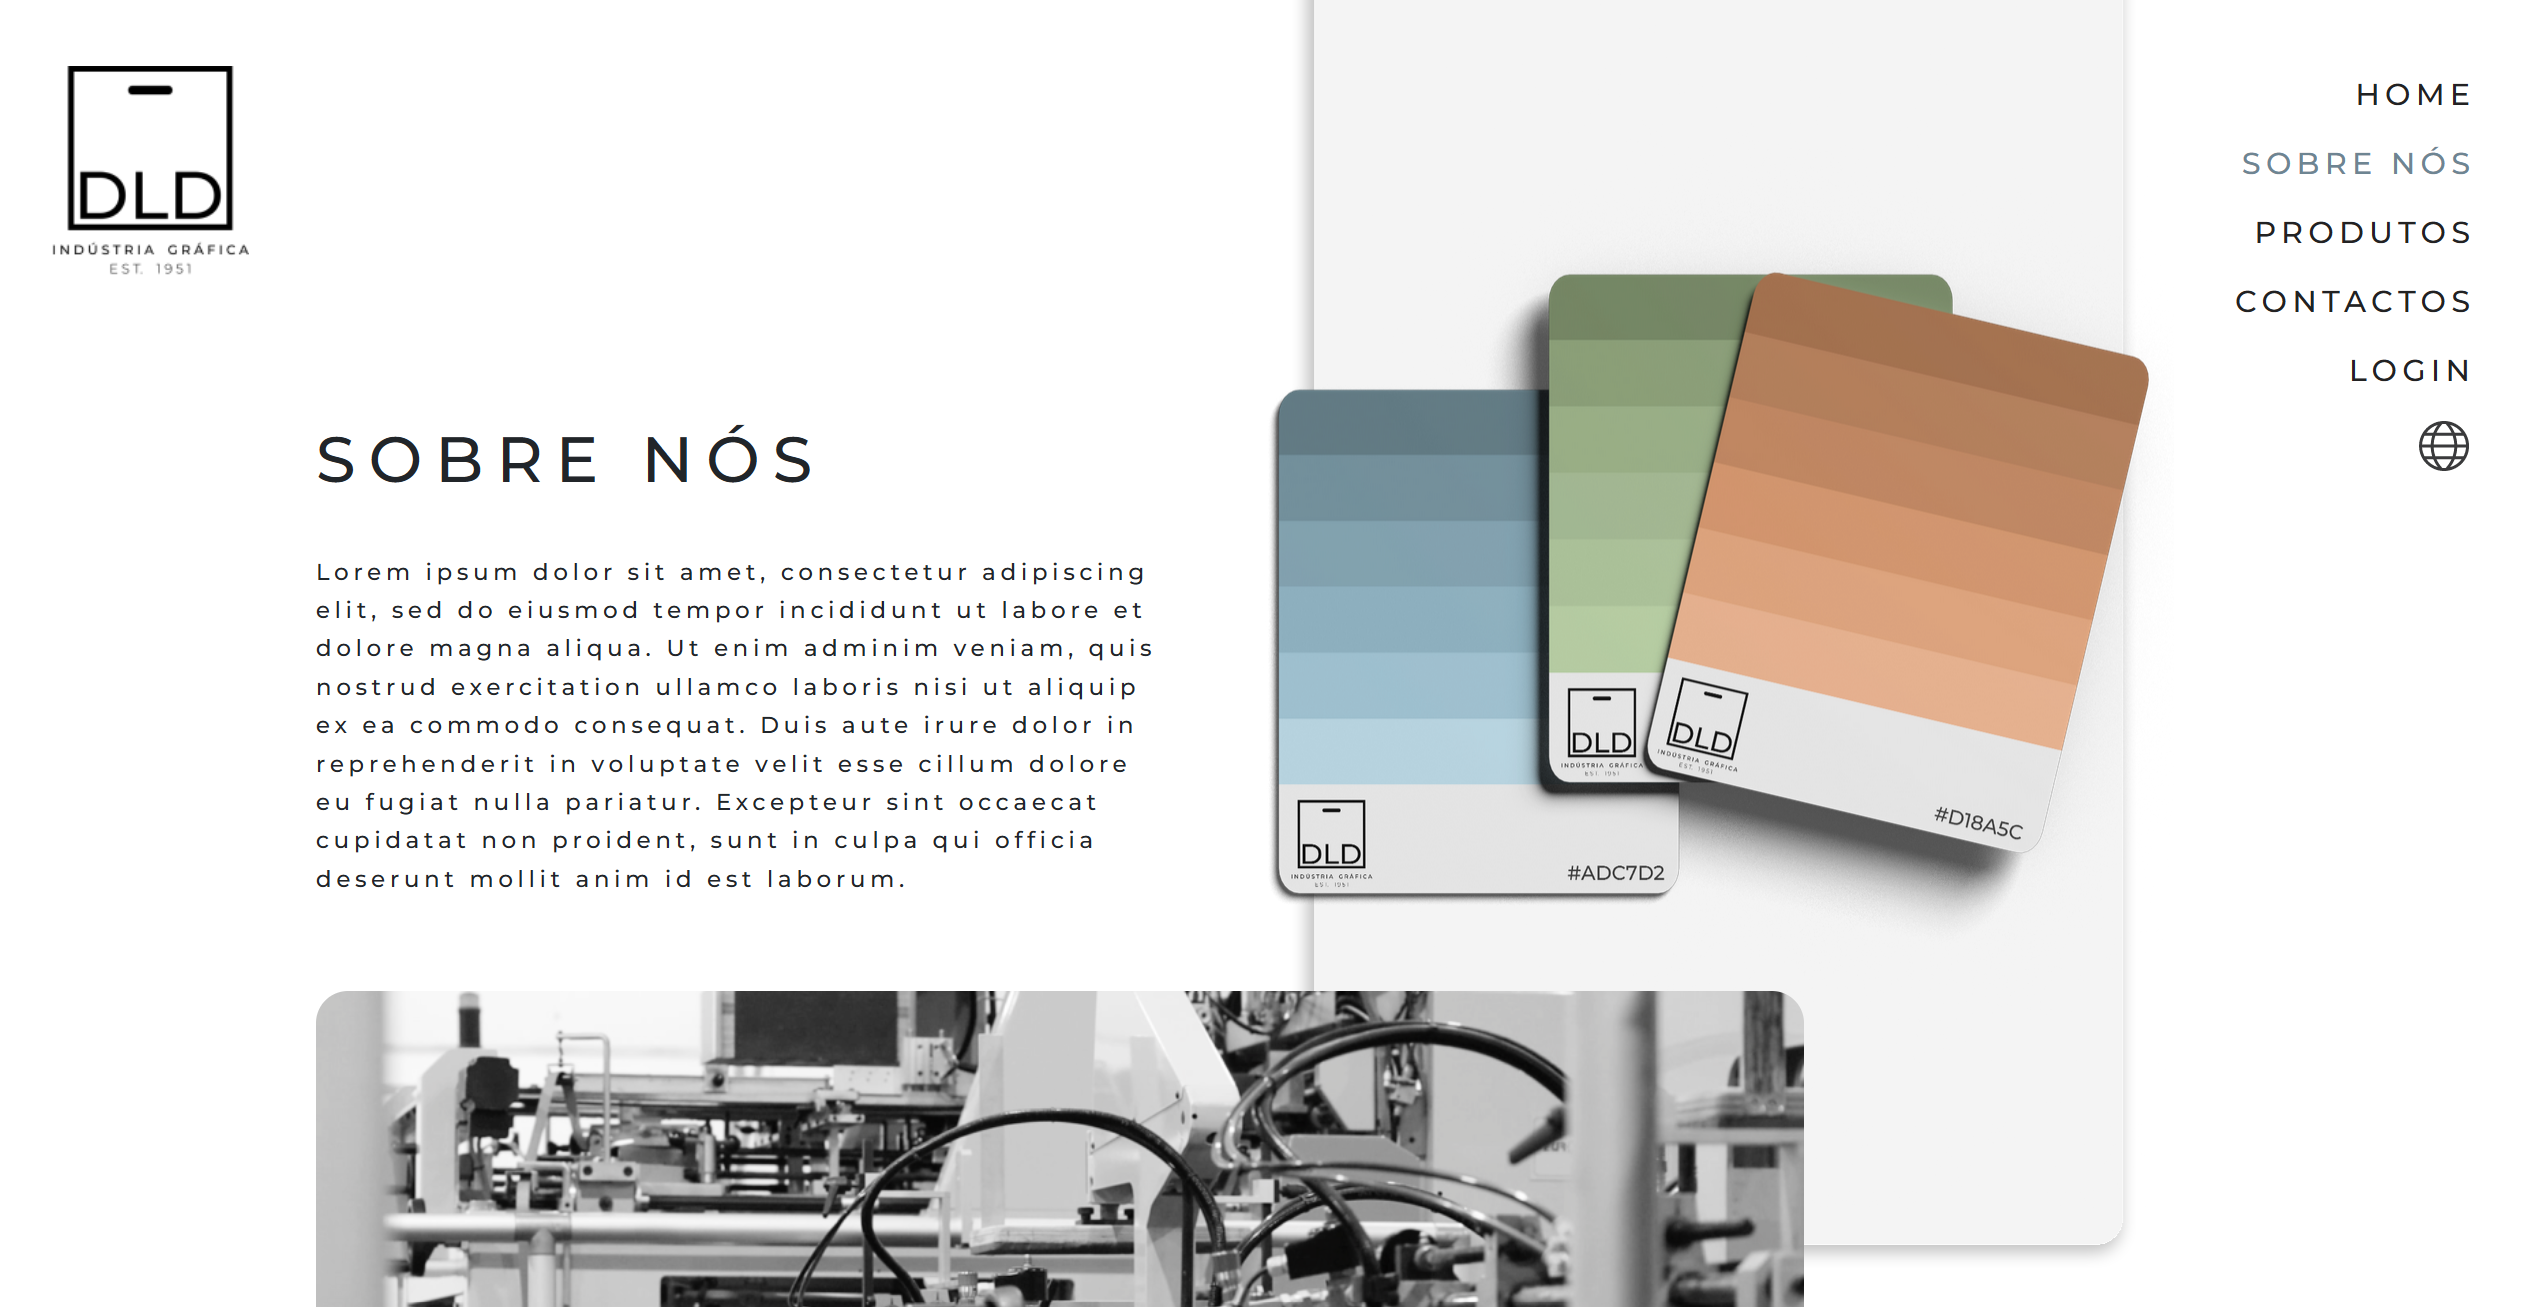 DLD
INDÚSTRIA GRÁFICA
EST. 1951
HOME
SOBRE NÓS
PRODUTOS
CONTACTOS
LOGIN
SOBRE NÓS
Lorem ipsum dolor sit amet, consectetur adipiscing
elit, sed do eiusmod tempor incididunt ut labore et
dolore magna aliqua. Ut enim adminim veniam, quis
nostrud exercitation ullamco laboris nisi ut aliquip
ex ea commodo consequat. Duis aute irure dolor in
reprehenderit in voluptate velit esse cillum dolore
eu fugiat nulla pariatur. Excepteur sint occaecat
cupidatat non proident, sunt in culpa qui officia
deserunt mollit anim id est laborum.
DLD
INDÚSTRIA GRÁFICA
EST. 1951
#ADC7D2
DLD
INDÚSTRIA GRÁFICA
EST. 1951
DLD
INDÚSTRIA GRÁFICA
EST. 1951
#D18A5C